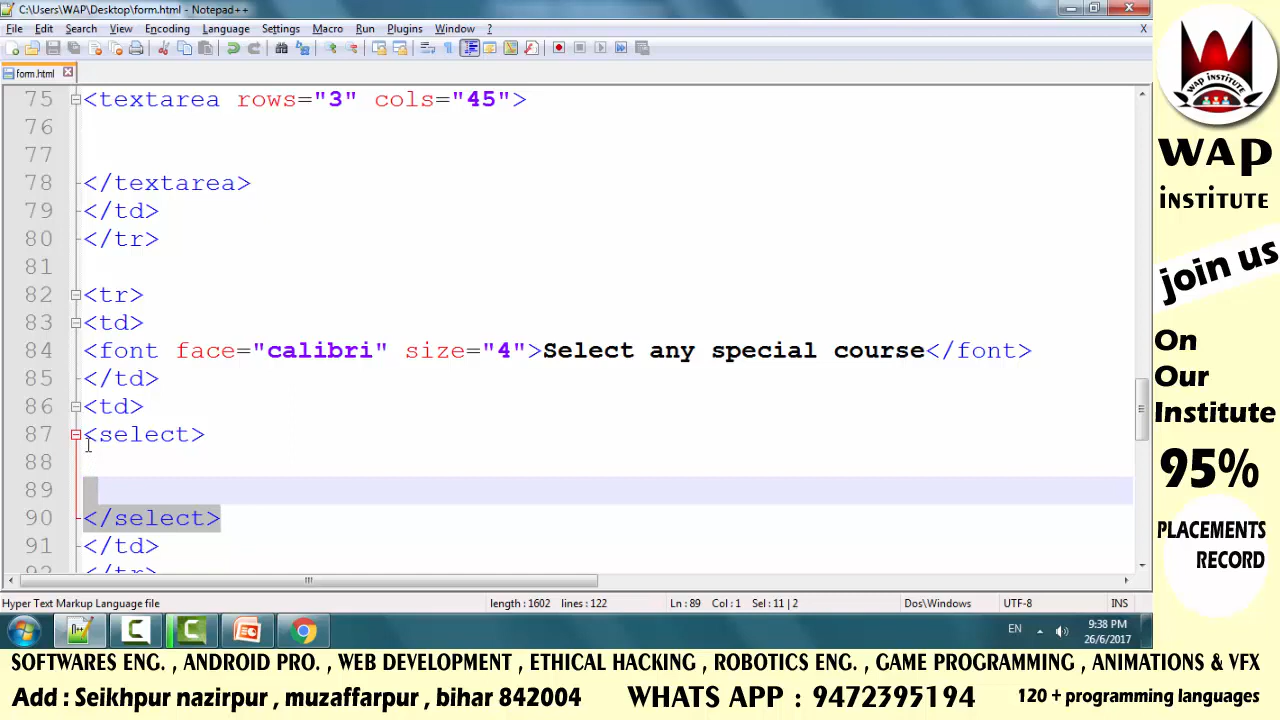 C:\Users\WAP\Desktop\form.html - Notepad++
File Edit Search View Encoding Language Settings Macro Run Plugins Window ? X
form.html
75 <textarea rows="3" cols="45">
76
77
78 </textarea>
79 </td>
80 </tr>
81
82 <tr>
83 <td>
84 <font face="calibri" size="4">Select any special course</font>
85 </td>
86 <td>
87 <select>
88
89
90 </select>
91 </td>
92 </tr>
Hyper Text Markup Language file length : 1602 lines : 122 Ln : 89 Col : 1 Sel : 11 | 2 Dos\Windows UTF-8 INS
EN 9:38 PM
26/6/2017
WAP INSTITUTE
WAP
INSTITUTE
join us
On
Our
Institute
95%
PLACEMENTS
RECORD
SOFTWARES ENG. , ANDROID PRO. , WEB DEVELOPMENT , ETHICAL HACKING , ROBOTICS ENG. , GAME PROGRAMMING , ANIMATIONS & VFX
Add : Seikhpur nazirpur , muzaffarpur , bihar 842004 WHATS APP : 9472395194 120 + programming languages